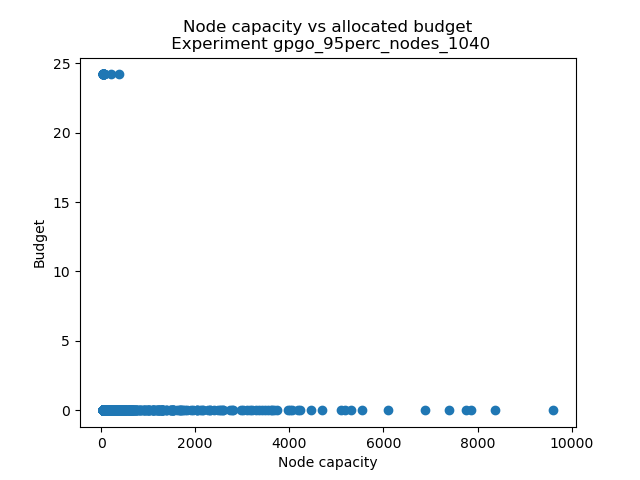 Node capacity vs allocated budget
Experiment gpgo_95perc_nodes_1040
25
20
15
10
5
0
Budget
0 2000 4000 6000 8000 10000
Node capacity